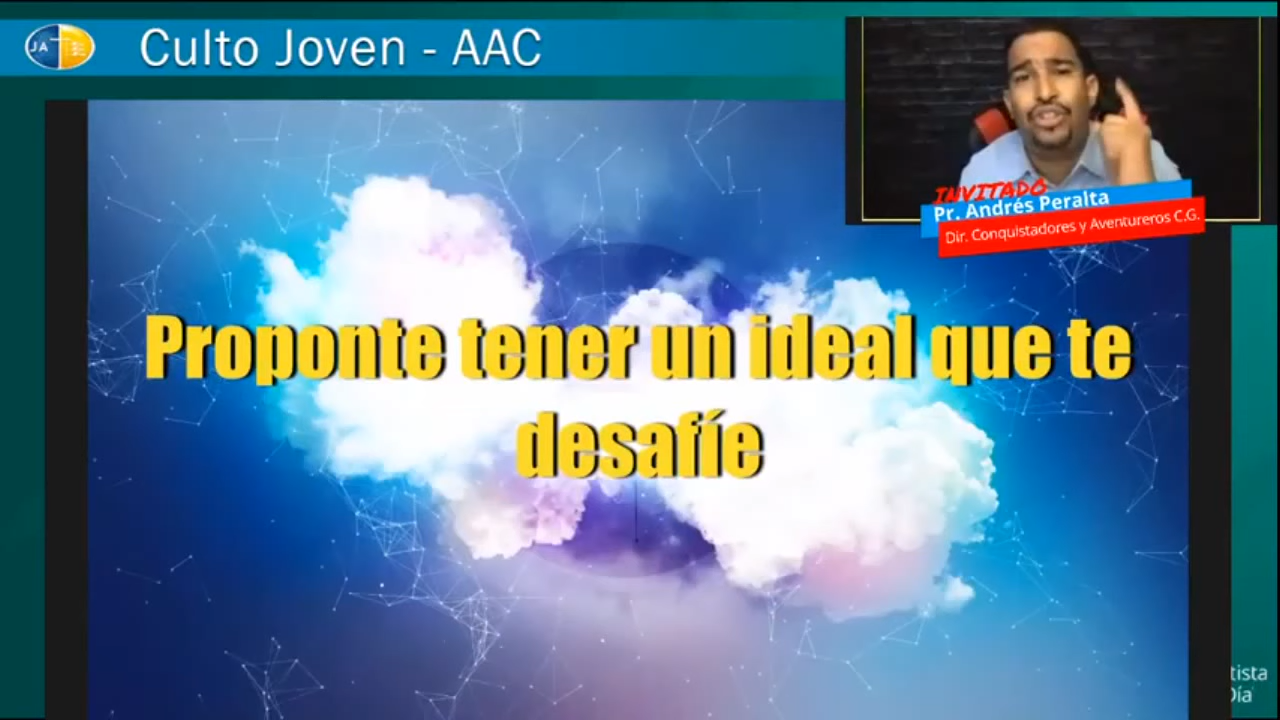 JA
Culto Joven - AAC
INVITADO
Pr. Andrés Peralta
Dir. Conquistadores y Aventureros C.G.
Proponte tener un ideal que te
desafíe
tista
Día